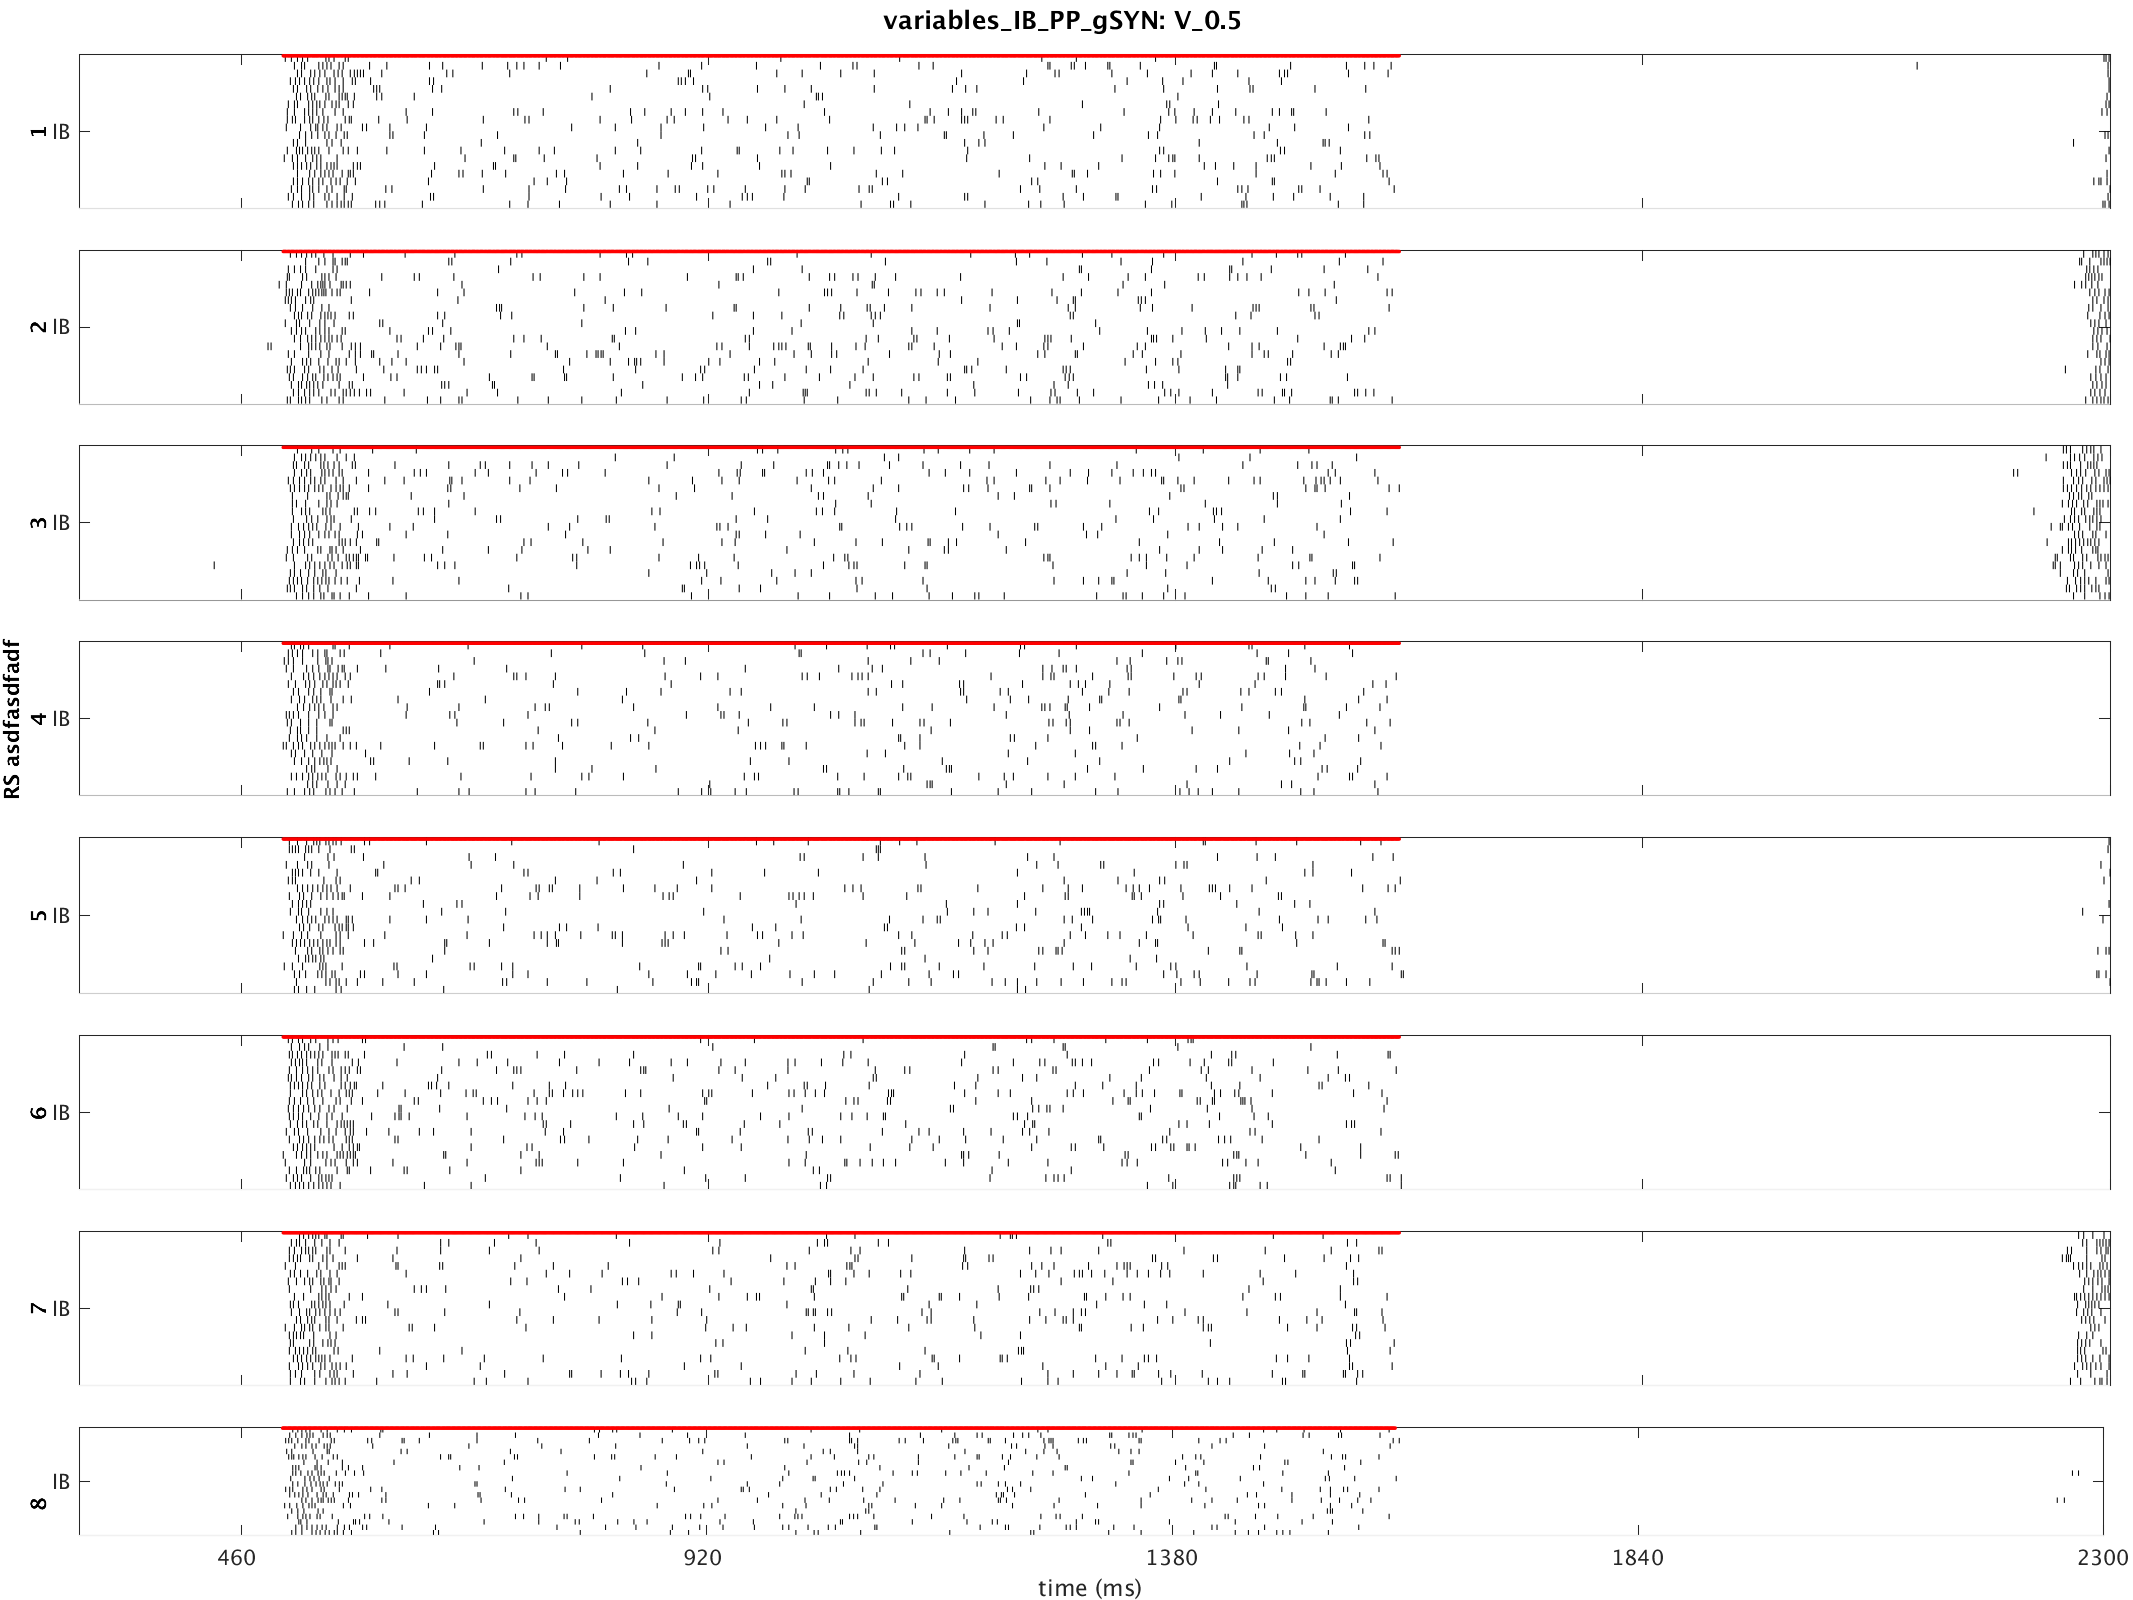 variables_IB_PP_gSYN: V_0.5
1 IB
2 IB
3 IB
RS asdfasdfadf
4 IB
5 IB
6 IB
7 IB
8 IB
460 920 1380 1840 2300
time (ms)